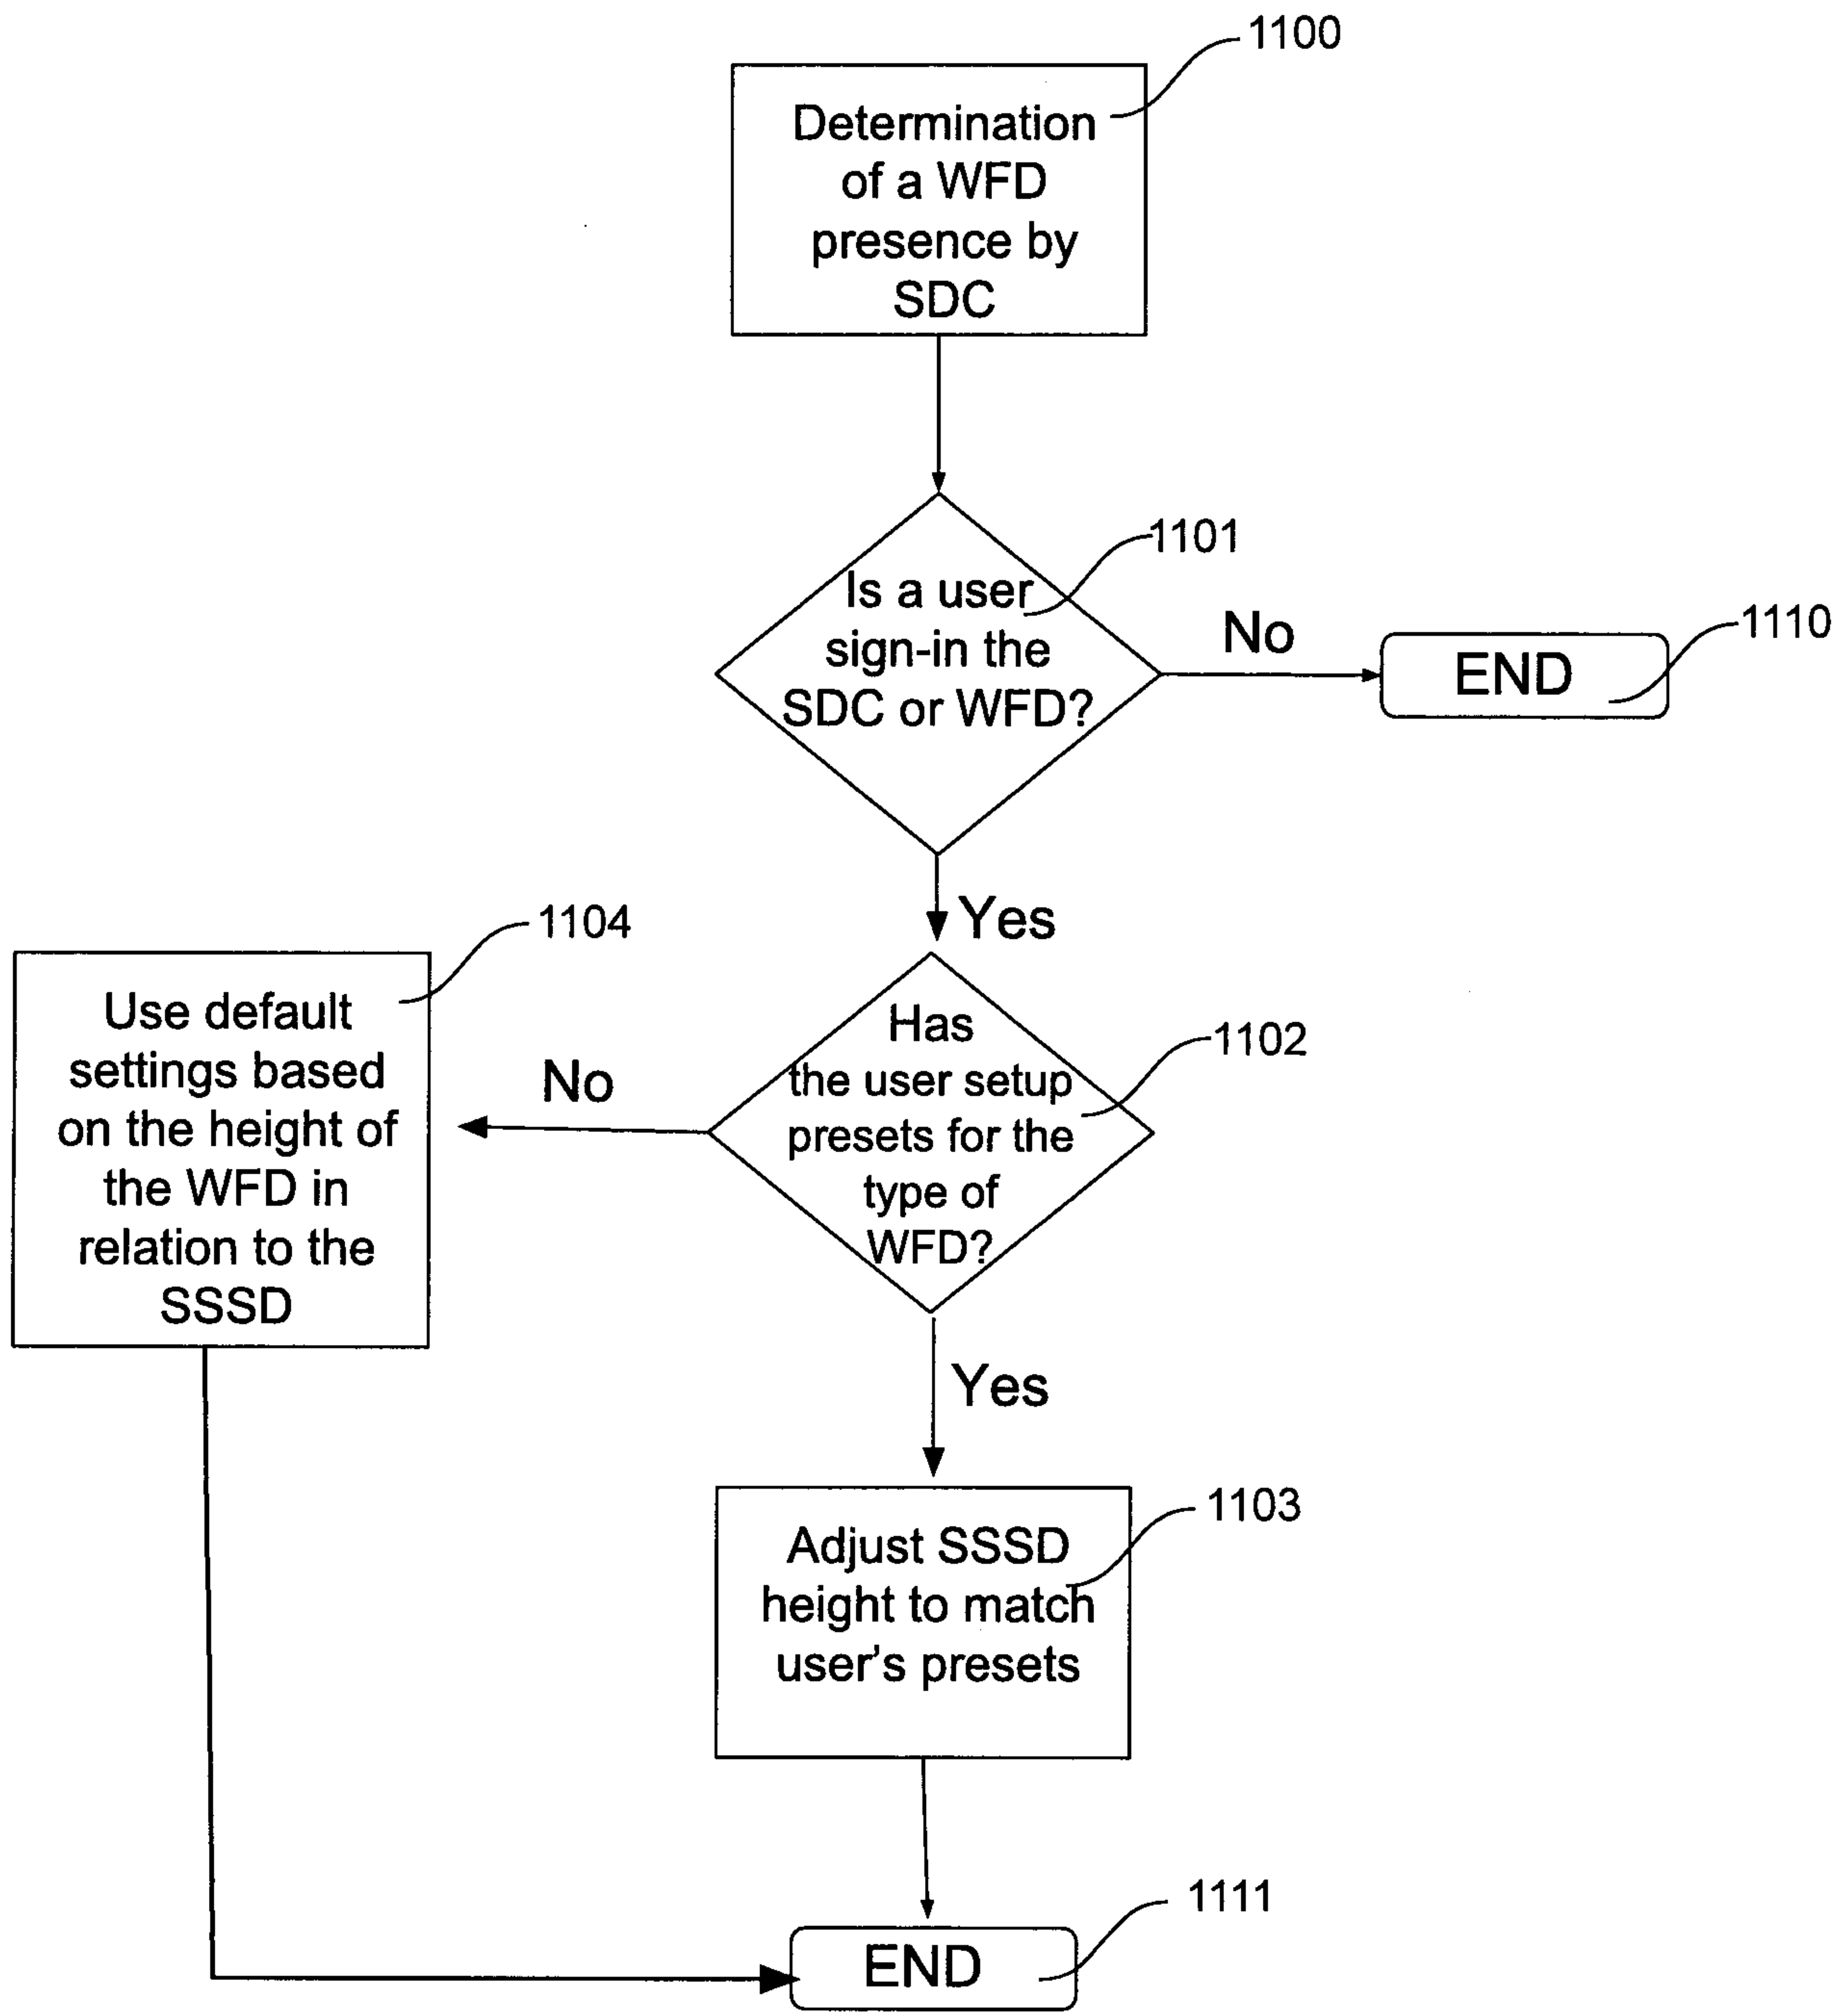 1100
Determination
of a WFD
presence by
SDC
1101
Is a user
sign-in the
SDC or WFD?
No
1110
END
Yes
1104
Use default
settings based
on the height of
the WFD in
relation to the
SSSD
No
1102
Has
the user setup
presets for the
type of
WFD?
Yes
1103
Adjust SSSD
height to match
user's presets
1111
END